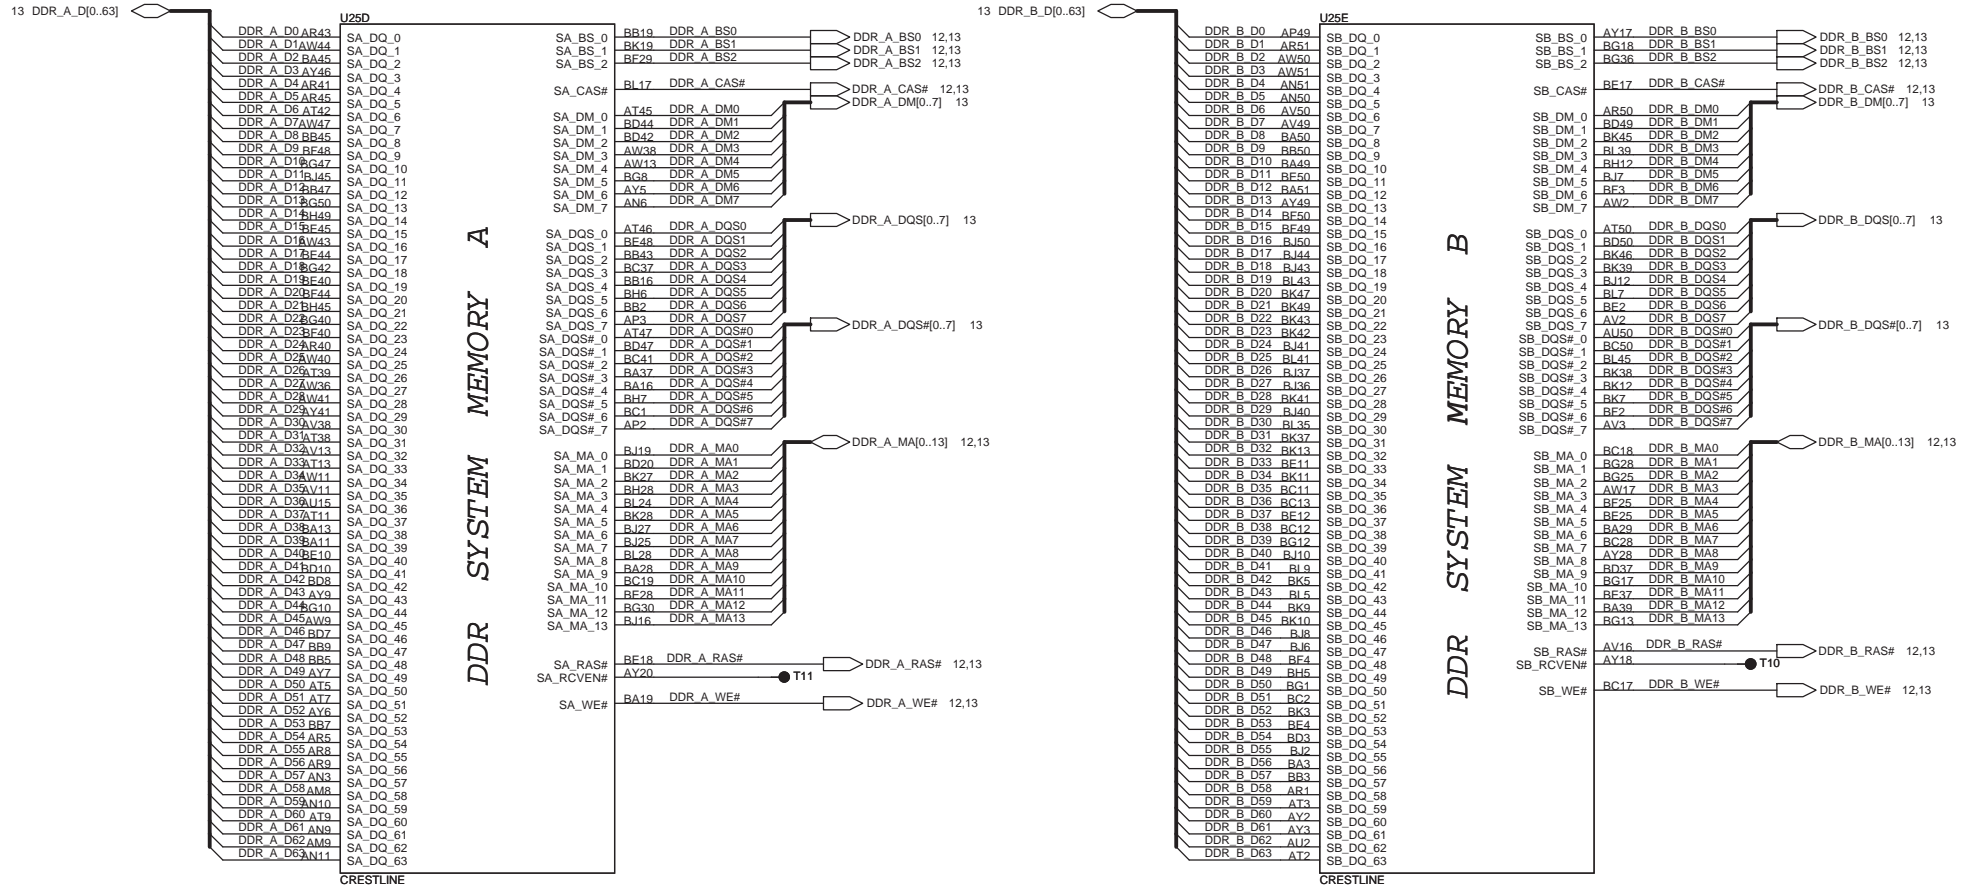 13 DDR_A_D[0..63]
U25D
DDR_A_D0 AR43 SA_DQ_0
DDR_A_D1 AW44 SA_DQ_1
DDR_A_D2 BA45 SA_DQ_2
DDR_A_D3 AY46 SA_DQ_3
DDR_A_D4 AR41 SA_DQ_4
DDR_A_D5 AR45 SA_DQ_5
DDR_A_D6 AT42 SA_DQ_6
DDR_A_D7 AW47 SA_DQ_7
DDR_A_D8 BB45 SA_DQ_8
DDR_A_D9 BF48 SA_DQ_9
DDR_A_D10 BG47 SA_DQ_10
DDR_A_D11 BJ45 SA_DQ_11
DDR_A_D12 BB47 SA_DQ_12
DDR_A_D13 BG50 SA_DQ_13
DDR_A_D14 BH49 SA_DQ_14
DDR_A_D15 BE45 SA_DQ_15
DDR_A_D16 AW43 SA_DQ_16
DDR_A_D17 BE44 SA_DQ_17
DDR_A_D18 BG42 SA_DQ_18
DDR_A_D19 BE40 SA_DQ_19
DDR_A_D20 BF44 SA_DQ_20
DDR_A_D21 BH45 SA_DQ_21
DDR_A_D22 BG40 SA_DQ_22
DDR_A_D23 BF40 SA_DQ_23
DDR_A_D24 AR40 SA_DQ_24
DDR_A_D25 AW40 SA_DQ_25
DDR_A_D26 AT39 SA_DQ_26
DDR_A_D27 AW36 SA_DQ_27
DDR_A_D28 AW41 SA_DQ_28
DDR_A_D29 AY41 SA_DQ_29
DDR_A_D30 AV38 SA_DQ_30
DDR_A_D31 AT38 SA_DQ_31
DDR_A_D32 AV13 SA_DQ_32
DDR_A_D33 AT13 SA_DQ_33
DDR_A_D34 AW11 SA_DQ_34
DDR_A_D35 AV11 SA_DQ_35
DDR_A_D36 AU15 SA_DQ_36
DDR_A_D37 AT11 SA_DQ_37
DDR_A_D38 BA13 SA_DQ_38
DDR_A_D39 BA11 SA_DQ_39
DDR_A_D40 BE10 SA_DQ_40
DDR_A_D41 BD10 SA_DQ_41
DDR_A_D42 BD8 SA_DQ_42
DDR_A_D43 AY9 SA_DQ_43
DDR_A_D44 BG10 SA_DQ_44
DDR_A_D45 AW9 SA_DQ_45
DDR_A_D46 BD7 SA_DQ_46
DDR_A_D47 BB9 SA_DQ_47
DDR_A_D48 BB5 SA_DQ_48
DDR_A_D49 AY7 SA_DQ_49
DDR_A_D50 AT5 SA_DQ_50
DDR_A_D51 AT7 SA_DQ_51
DDR_A_D52 AY6 SA_DQ_52
DDR_A_D53 BB7 SA_DQ_53
DDR_A_D54 AR5 SA_DQ_54
DDR_A_D55 AR8 SA_DQ_55
DDR_A_D56 AR9 SA_DQ_56
DDR_A_D57 AN3 SA_DQ_57
DDR_A_D58 AM8 SA_DQ_58
DDR_A_D59 AN10 SA_DQ_59
DDR_A_D60 AT9 SA_DQ_60
DDR_A_D61 AN9 SA_DQ_61
DDR_A_D62 AM9 SA_DQ_62
DDR_A_D63 AN11 SA_DQ_63
DDR SYSTEM MEMORY A
SA_BS_0 BB19 DDR_A_BS0 DDR_A_BS0 12,13
SA_BS_1 BK19 DDR_A_BS1 DDR_A_BS1 12,13
SA_BS_2 BF29 DDR_A_BS2 DDR_A_BS2 12,13
SA_CAS# BL17 DDR_A_CAS# DDR_A_CAS# 12,13
DDR_A_DM[0..7] 13
SA_DM_0 AT45 DDR_A_DM0
SA_DM_1 BD44 DDR_A_DM1
SA_DM_2 BD42 DDR_A_DM2
SA_DM_3 AW38 DDR_A_DM3
SA_DM_4 AW13 DDR_A_DM4
SA_DM_5 BG8 DDR_A_DM5
SA_DM_6 AY5 DDR_A_DM6
SA_DM_7 AN6 DDR_A_DM7
DDR_A_DQS[0..7] 13
SA_DQS_0 AT46 DDR_A_DQS0
SA_DQS_1 BE48 DDR_A_DQS1
SA_DQS_2 BB43 DDR_A_DQS2
SA_DQS_3 BC37 DDR_A_DQS3
SA_DQS_4 BB16 DDR_A_DQS4
SA_DQS_5 BH6 DDR_A_DQS5
SA_DQS_6 BB2 DDR_A_DQS6
SA_DQS_7 AP3 DDR_A_DQS7
DDR_A_DQS#[0..7] 13
SA_DQS#_0 AT47 DDR_A_DQS#0
SA_DQS#_1 BD47 DDR_A_DQS#1
SA_DQS#_2 BC41 DDR_A_DQS#2
SA_DQS#_3 BA37 DDR_A_DQS#3
SA_DQS#_4 BA16 DDR_A_DQS#4
SA_DQS#_5 BH7 DDR_A_DQS#5
SA_DQS#_6 BC1 DDR_A_DQS#6
SA_DQS#_7 AP2 DDR_A_DQS#7
DDR_A_MA[0..13] 12,13
SA_MA_0 BJ19 DDR_A_MA0
SA_MA_1 BD20 DDR_A_MA1
SA_MA_2 BK27 DDR_A_MA2
SA_MA_3 BH28 DDR_A_MA3
SA_MA_4 BL24 DDR_A_MA4
SA_MA_5 BK28 DDR_A_MA5
SA_MA_6 BJ27 DDR_A_MA6
SA_MA_7 BJ25 DDR_A_MA7
SA_MA_8 BL28 DDR_A_MA8
SA_MA_9 BA28 DDR_A_MA9
SA_MA_10 BC19 DDR_A_MA10
SA_MA_11 BE28 DDR_A_MA11
SA_MA_12 BG30 DDR_A_MA12
SA_MA_13 BJ16 DDR_A_MA13
SA_RAS# BE18 DDR_A_RAS# DDR_A_RAS# 12,13
SA_RCVEN# AY20 T11
SA_WE# BA19 DDR_A_WE# DDR_A_WE# 12,13
CRESTLINE
13 DDR_B_D[0..63]
U25E
DDR_B_D0 AP49 SB_DQ_0
DDR_B_D1 AR51 SB_DQ_1
DDR_B_D2 AW50 SB_DQ_2
DDR_B_D3 AW51 SB_DQ_3
DDR_B_D4 AN51 SB_DQ_4
DDR_B_D5 AN50 SB_DQ_5
DDR_B_D6 AV50 SB_DQ_6
DDR_B_D7 AV49 SB_DQ_7
DDR_B_D8 BA50 SB_DQ_8
DDR_B_D9 BB50 SB_DQ_9
DDR_B_D10 BA49 SB_DQ_10
DDR_B_D11 BE50 SB_DQ_11
DDR_B_D12 BA51 SB_DQ_12
DDR_B_D13 AY49 SB_DQ_13
DDR_B_D14 BF50 SB_DQ_14
DDR_B_D15 BF49 SB_DQ_15
DDR_B_D16 BJ50 SB_DQ_16
DDR_B_D17 BJ44 SB_DQ_17
DDR_B_D18 BJ43 SB_DQ_18
DDR_B_D19 BL43 SB_DQ_19
DDR_B_D20 BK47 SB_DQ_20
DDR_B_D21 BK49 SB_DQ_21
DDR_B_D22 BK43 SB_DQ_22
DDR_B_D23 BK42 SB_DQ_23
DDR_B_D24 BJ41 SB_DQ_24
DDR_B_D25 BL41 SB_DQ_25
DDR_B_D26 BJ37 SB_DQ_26
DDR_B_D27 BJ36 SB_DQ_27
DDR_B_D28 BK41 SB_DQ_28
DDR_B_D29 BJ40 SB_DQ_29
DDR_B_D30 BL35 SB_DQ_30
DDR_B_D31 BK37 SB_DQ_31
DDR_B_D32 BK13 SB_DQ_32
DDR_B_D33 BE11 SB_DQ_33
DDR_B_D34 BK11 SB_DQ_34
DDR_B_D35 BC11 SB_DQ_35
DDR_B_D36 BC13 SB_DQ_36
DDR_B_D37 BE12 SB_DQ_37
DDR_B_D38 BC12 SB_DQ_38
DDR_B_D39 BG12 SB_DQ_39
DDR_B_D40 BJ10 SB_DQ_40
DDR_B_D41 BL9 SB_DQ_41
DDR_B_D42 BK5 SB_DQ_42
DDR_B_D43 BL5 SB_DQ_43
DDR_B_D44 BK9 SB_DQ_44
DDR_B_D45 BK10 SB_DQ_45
DDR_B_D46 BJ8 SB_DQ_46
DDR_B_D47 BJ6 SB_DQ_47
DDR_B_D48 BF4 SB_DQ_48
DDR_B_D49 BH5 SB_DQ_49
DDR_B_D50 BG1 SB_DQ_50
DDR_B_D51 BC2 SB_DQ_51
DDR_B_D52 BK3 SB_DQ_52
DDR_B_D53 BE4 SB_DQ_53
DDR_B_D54 BD3 SB_DQ_54
DDR_B_D55 BJ2 SB_DQ_55
DDR_B_D56 BA3 SB_DQ_56
DDR_B_D57 BB3 SB_DQ_57
DDR_B_D58 AR1 SB_DQ_58
DDR_B_D59 AT3 SB_DQ_59
DDR_B_D60 AY2 SB_DQ_60
DDR_B_D61 AY3 SB_DQ_61
DDR_B_D62 AU2 SB_DQ_62
DDR_B_D63 AT2 SB_DQ_63
DDR SYSTEM MEMORY B
SB_BS_0 AY17 DDR_B_BS0 DDR_B_BS0 12,13
SB_BS_1 BG18 DDR_B_BS1 DDR_B_BS1 12,13
SB_BS_2 BG36 DDR_B_BS2 DDR_B_BS2 12,13
SB_CAS# BE17 DDR_B_CAS# DDR_B_CAS# 12,13
DDR_B_DM[0..7] 13
SB_DM_0 AR50 DDR_B_DM0
SB_DM_1 BD49 DDR_B_DM1
SB_DM_2 BK45 DDR_B_DM2
SB_DM_3 BL39 DDR_B_DM3
SB_DM_4 BH12 DDR_B_DM4
SB_DM_5 BJ7 DDR_B_DM5
SB_DM_6 BF3 DDR_B_DM6
SB_DM_7 AW2 DDR_B_DM7
DDR_B_DQS[0..7] 13
SB_DQS_0 AT50 DDR_B_DQS0
SB_DQS_1 BD50 DDR_B_DQS1
SB_DQS_2 BK46 DDR_B_DQS2
SB_DQS_3 BK39 DDR_B_DQS3
SB_DQS_4 BJ12 DDR_B_DQS4
SB_DQS_5 BL7 DDR_B_DQS5
SB_DQS_6 BE2 DDR_B_DQS6
SB_DQS_7 AV2 DDR_B_DQS7
DDR_B_DQS#[0..7] 13
SB_DQS#_0 AU50 DDR_B_DQS#0
SB_DQS#_1 BC50 DDR_B_DQS#1
SB_DQS#_2 BL45 DDR_B_DQS#2
SB_DQS#_3 BK38 DDR_B_DQS#3
SB_DQS#_4 BK12 DDR_B_DQS#4
SB_DQS#_5 BK7 DDR_B_DQS#5
SB_DQS#_6 BF2 DDR_B_DQS#6
SB_DQS#_7 AV3 DDR_B_DQS#7
DDR_B_MA[0..13] 12,13
SB_MA_0 BC18 DDR_B_MA0
SB_MA_1 BG28 DDR_B_MA1
SB_MA_2 BG25 DDR_B_MA2
SB_MA_3 AW17 DDR_B_MA3
SB_MA_4 BF25 DDR_B_MA4
SB_MA_5 BE25 DDR_B_MA5
SB_MA_6 BA29 DDR_B_MA6
SB_MA_7 BC28 DDR_B_MA7
SB_MA_8 AY28 DDR_B_MA8
SB_MA_9 BD37 DDR_B_MA9
SB_MA_10 BG17 DDR_B_MA10
SB_MA_11 BE37 DDR_B_MA11
SB_MA_12 BA39 DDR_B_MA12
SB_MA_13 BG13 DDR_B_MA13
SB_RAS# AV16 DDR_B_RAS# DDR_B_RAS# 12,13
SB_RCVEN# AY18 T10
SB_WE# BC17 DDR_B_WE# DDR_B_WE# 12,13
CRESTLINE